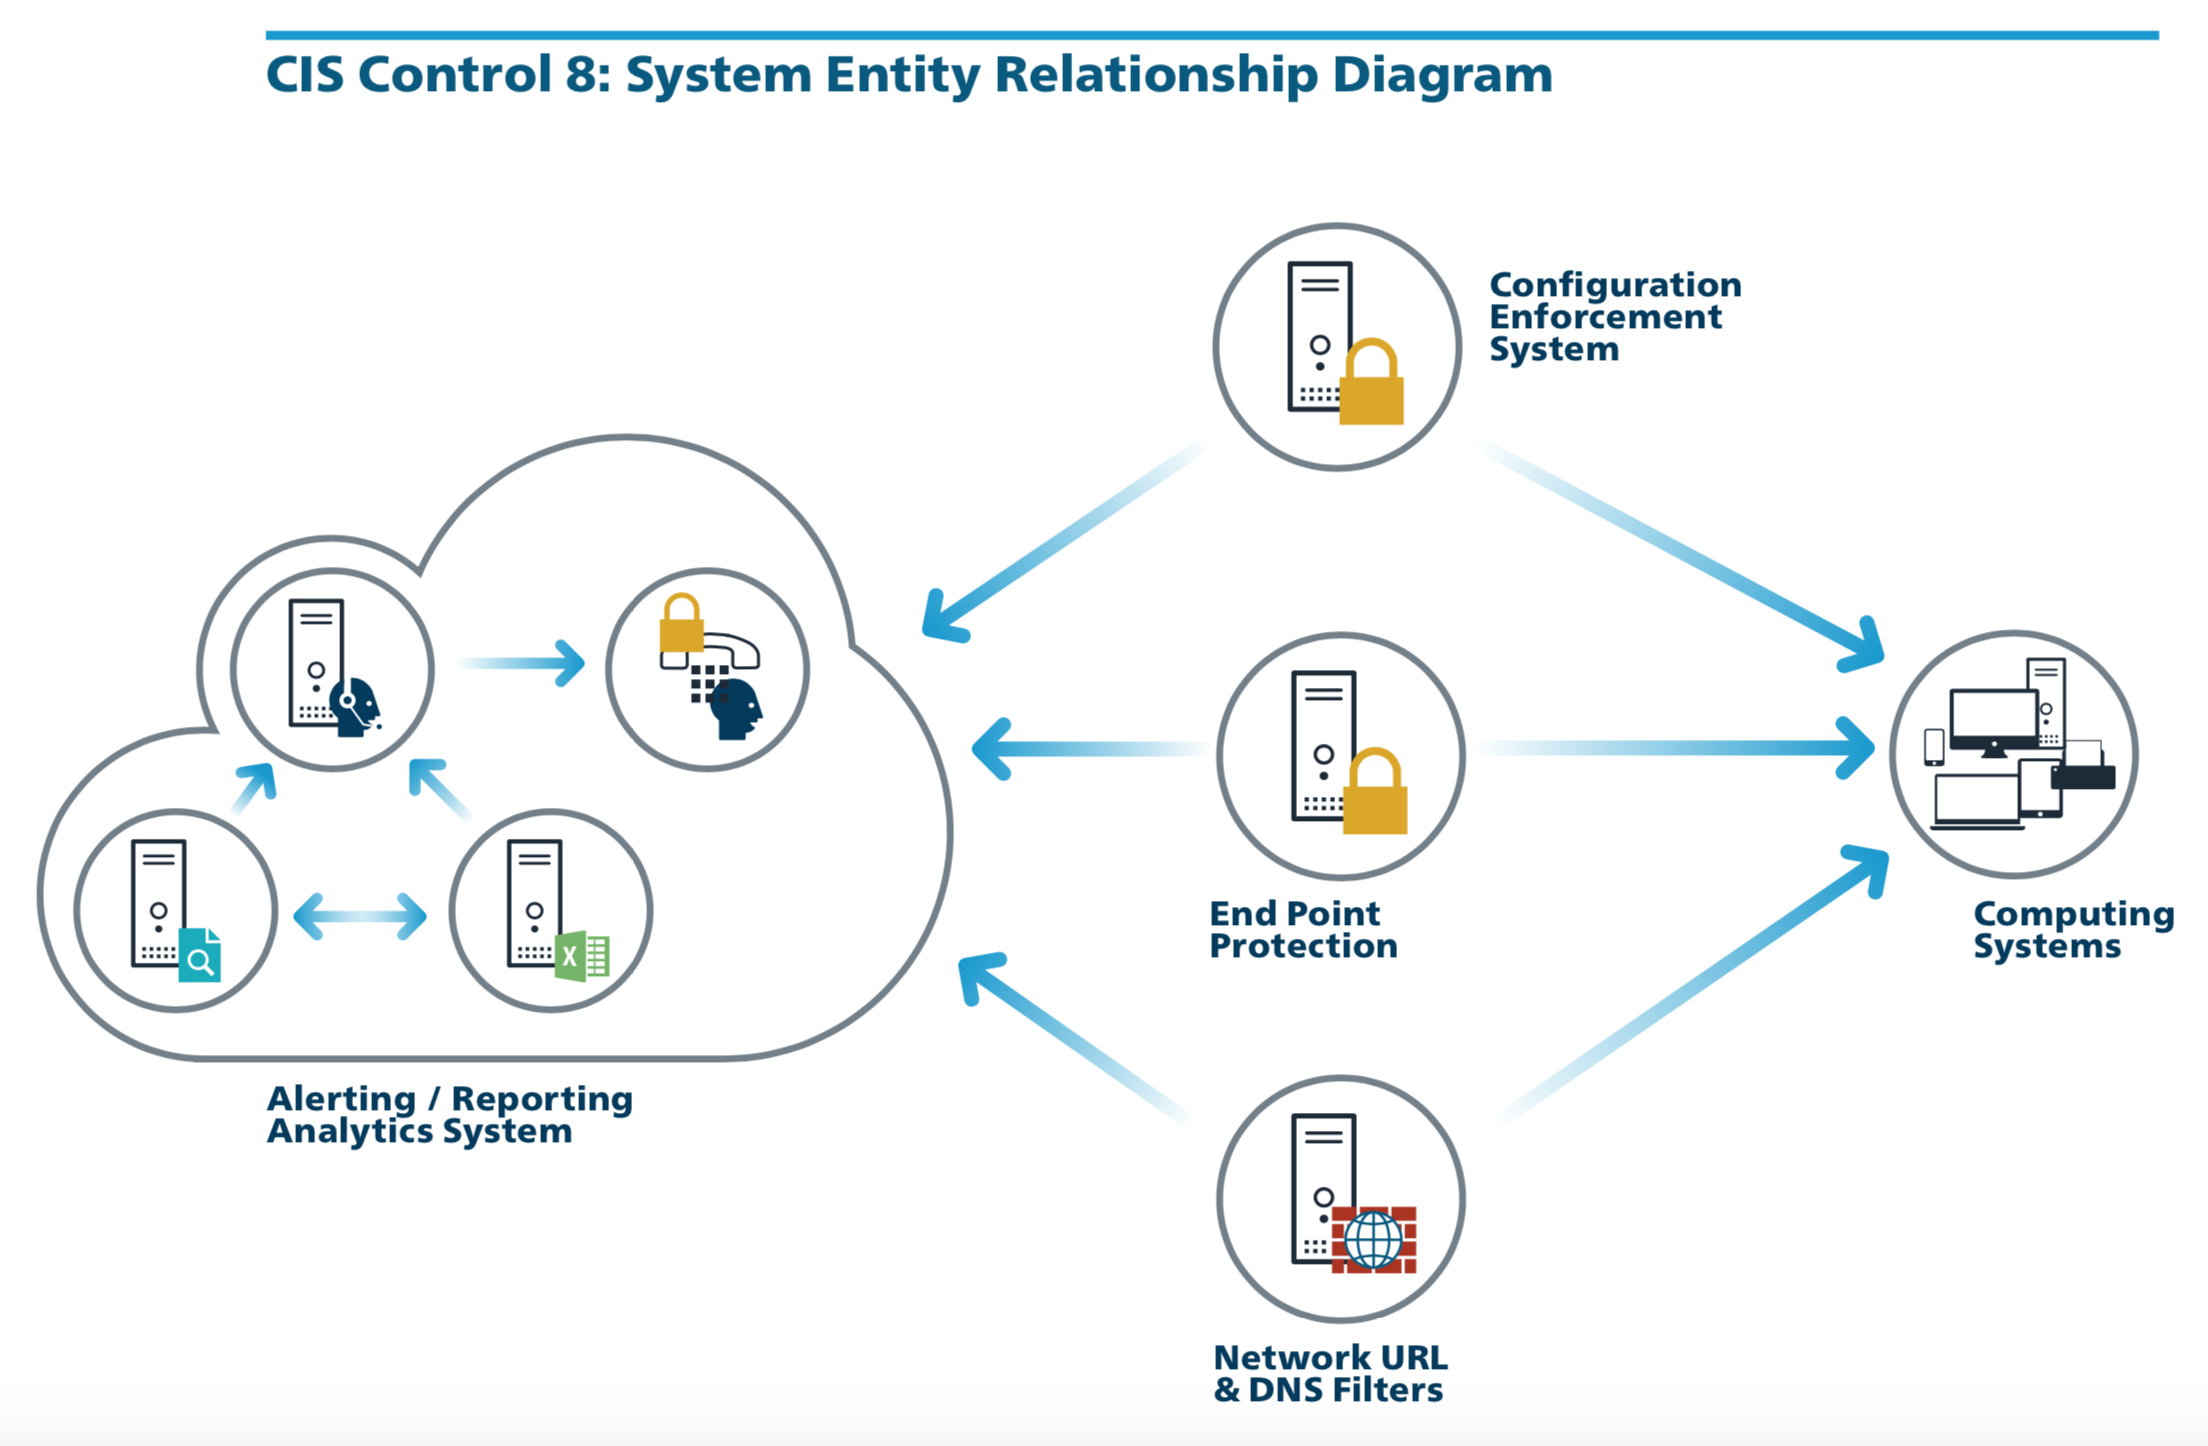 CIS Control 8: System Entity Relationship Diagram
Configuration
Enforcement
System
End Point
Protection
Computing
Systems
X
Alerting / Reporting
Analytics System
Network URL
& DNS Filters